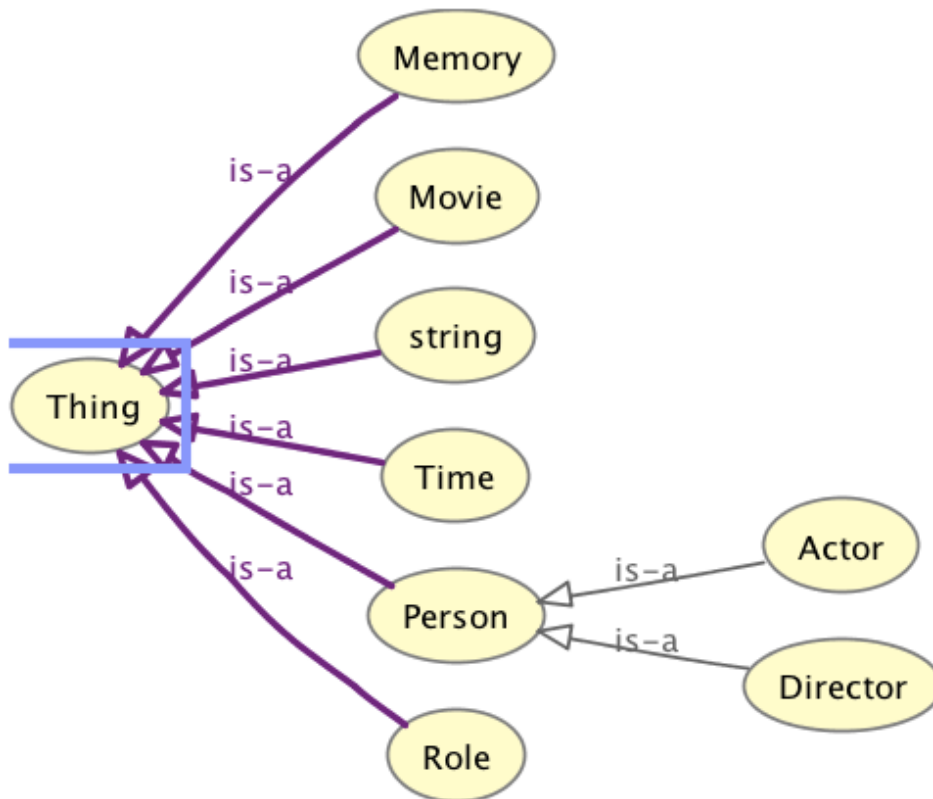 Memory
is-a
Movie
is-a
string
is-a
Thing
is-a
Time
is-a
Actor
is-a
Person
is-a
is-a
Director
Role
is-a